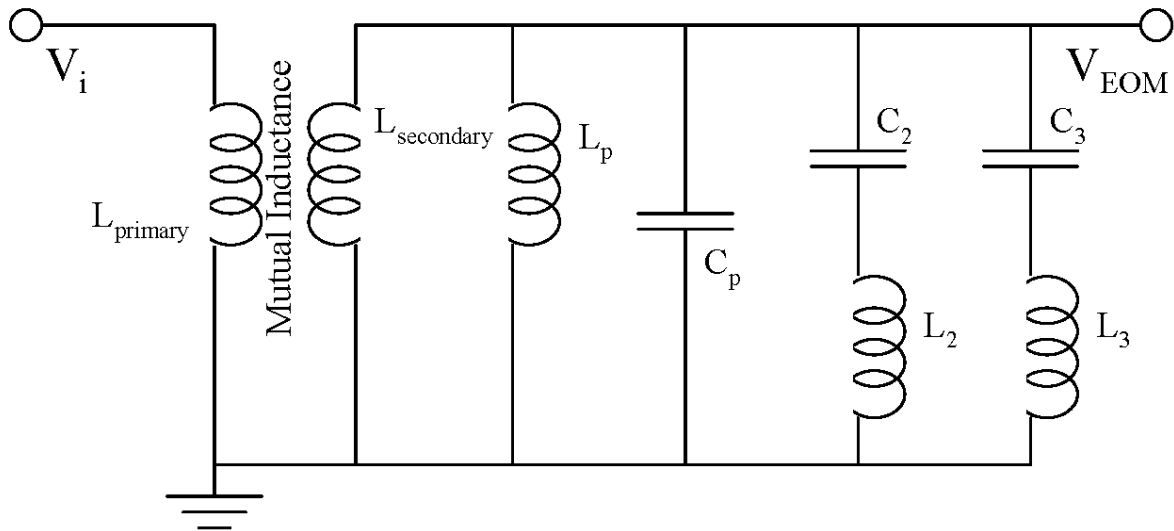 V_i
L_primary
Mutual Inductance
L_secondary
L_p
C_p
C_2
L_2
C_3
L_3
V_EOM